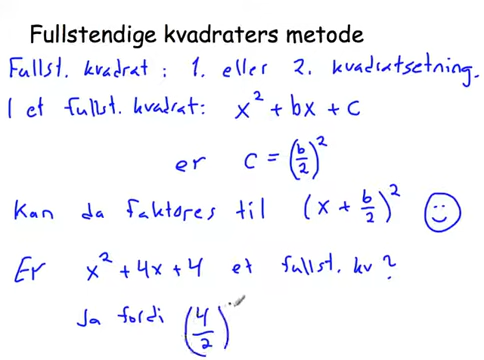 Fullstendige kvadraters metode
Fullst. kvadrat : 1. eller 2. kvadratsetning.
I et fullst. kvadrat: x² + bx + c
er c = (b/2)²
Kan da faktores til (x + b/2)²
Er x² + 4x + 4 et fullst. kv?
Ja fordi (4/2)